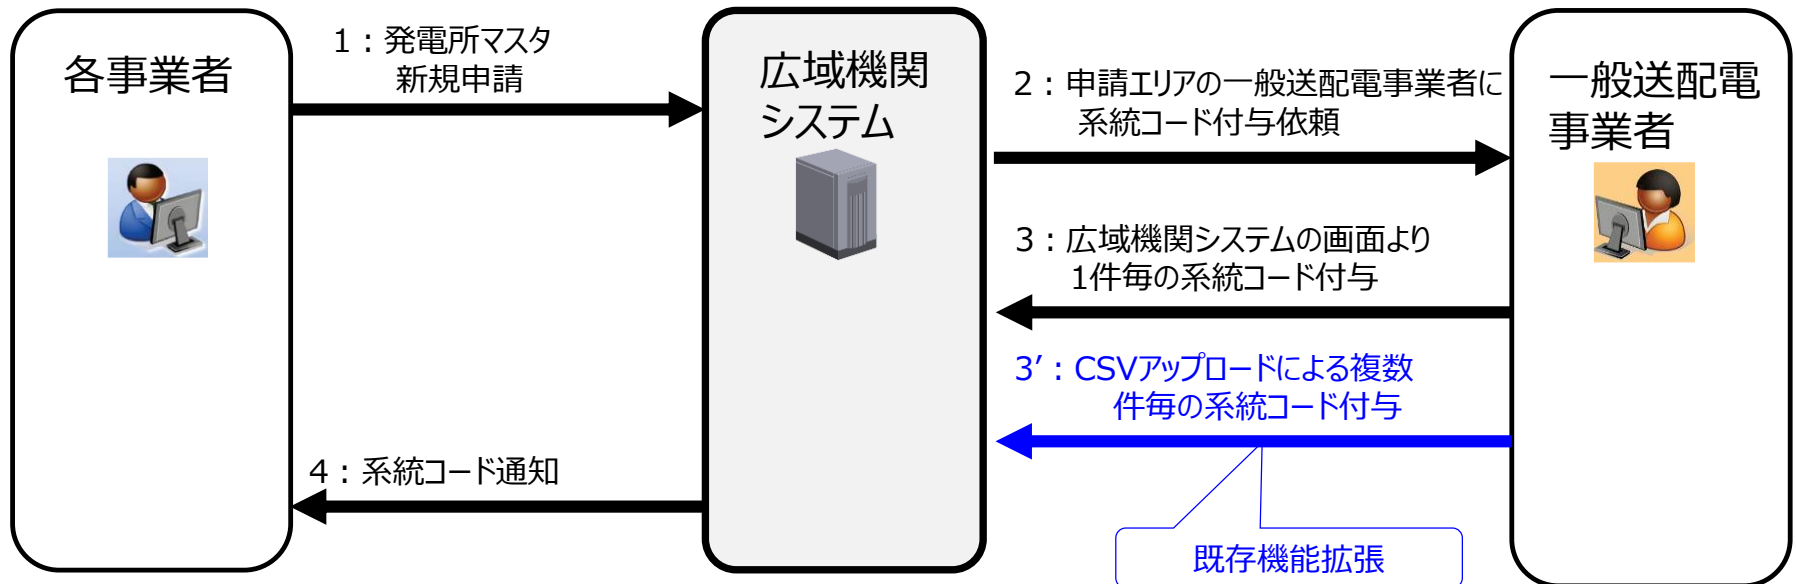 各事業者
1：発電所マスタ
新規申請
広域機関
システム
2：申請エリアの一般送配電事業者に
系統コード付与依頼
一般送配電
事業者
3：広域機関システムの画面より
1件毎の系統コード付与
3’：CSVアップロードによる複数
件毎の系統コード付与
4：系統コード通知
既存機能拡張